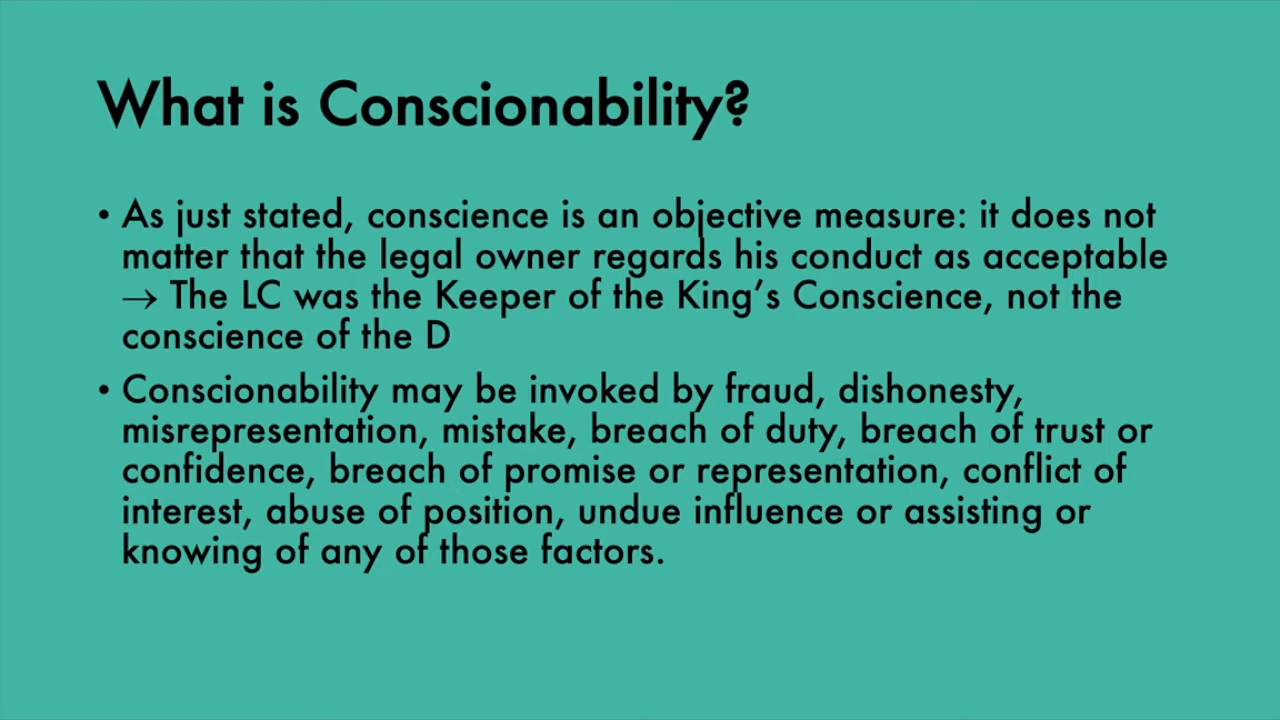 What is Conscionability?
• As just stated, conscience is an objective measure: it does not
matter that the legal owner regards his conduct as acceptable
→ The LC was the Keeper of the King’s Conscience, not the
conscience of the D
• Conscionability may be invoked by fraud, dishonesty,
misrepresentation, mistake, breach of duty, breach of trust or
confidence, breach of promise or representation, conflict of
interest, abuse of position, undue influence or assisting or
knowing of any of those factors.